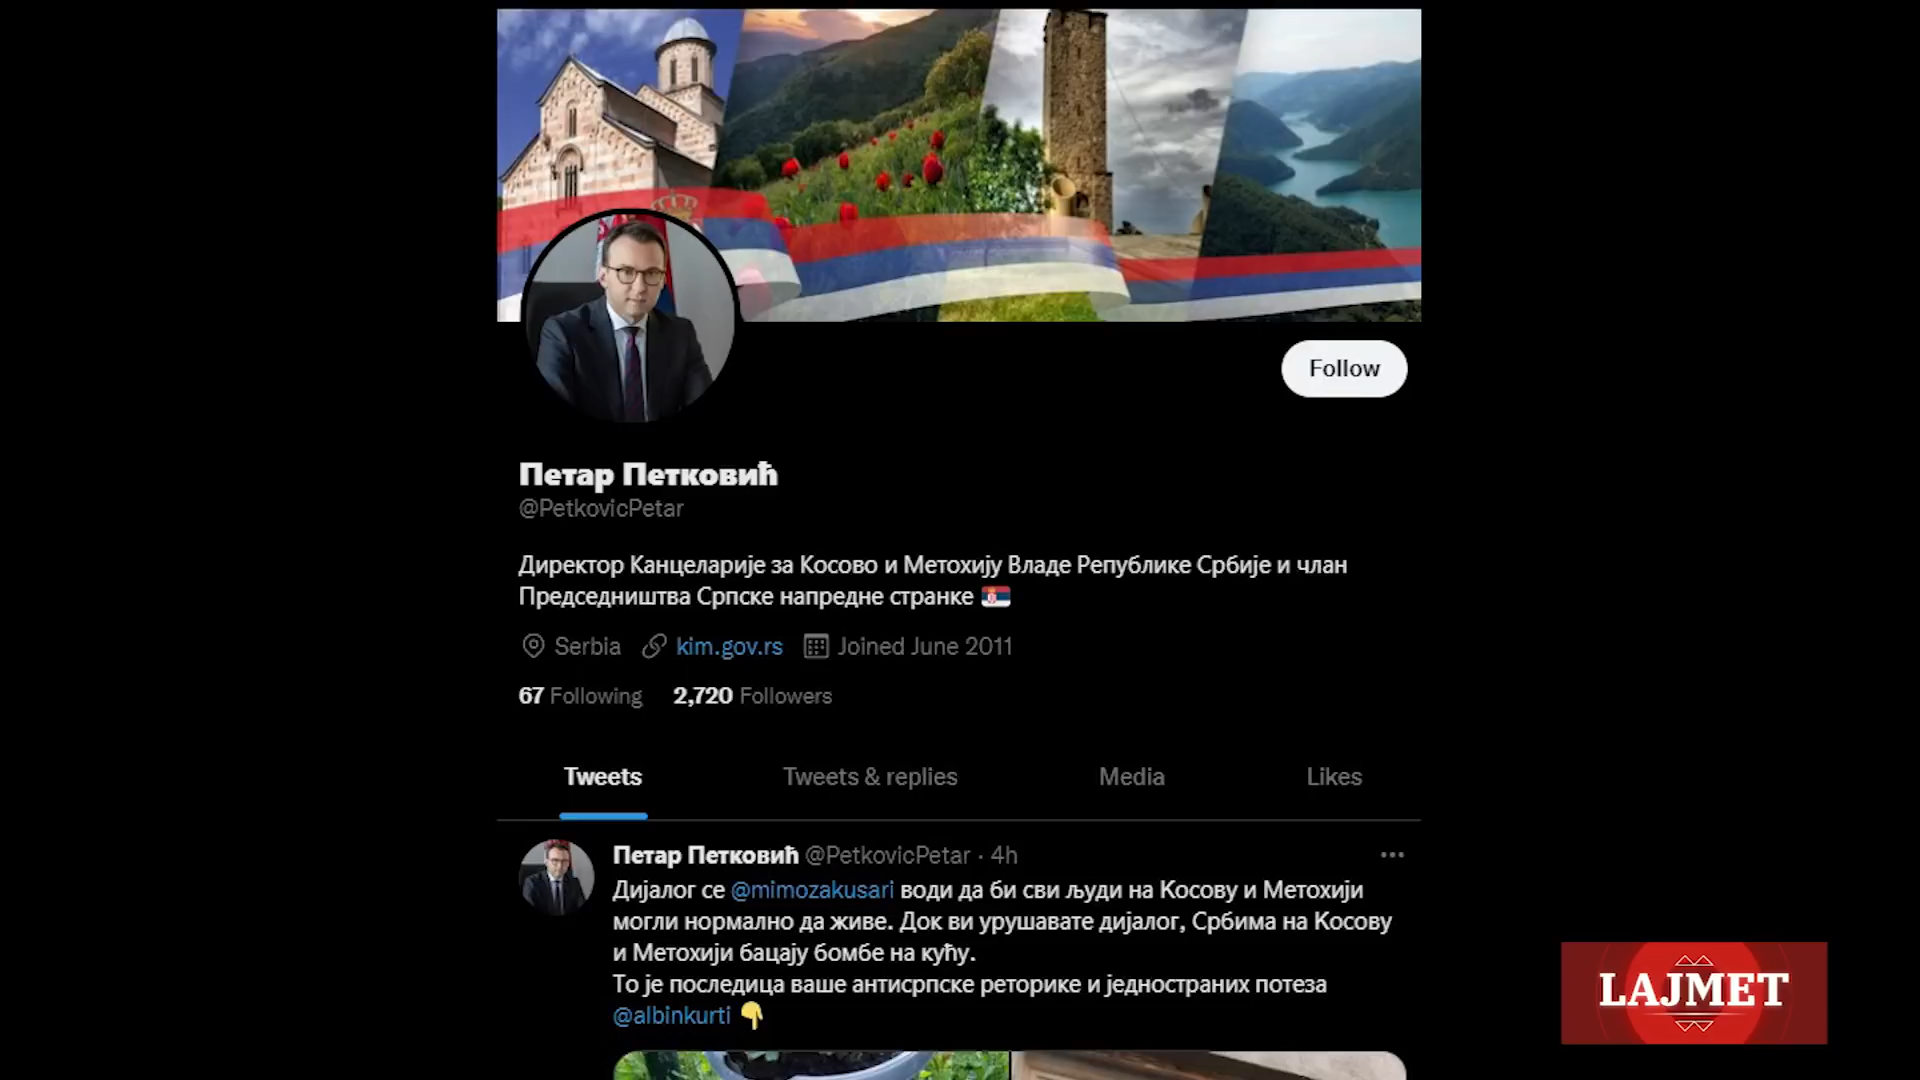 Follow
Петар Петковић
@PetkovicPetar
Директор Канцеларије за Косово и Метохију Владе Републике Србије и члан
Председништва Српске напредне странке
Serbia kim.gov.rs Joined June 2011
67 Following 2,720 Followers
Tweets Tweets & replies Media Likes
Петар Петковић @PetkovicPetar · 4h
Дијалог се @mimozakusari води да би сви људи на Косову и Метохији
могли нормално да живе. Док ви урушавате дијалог, Србима на Косову
и Метохији бацају бомбе на кућу.
То је последица ваше антисрпске реторике и једностраних потеза
@albinkurti
LAJMET